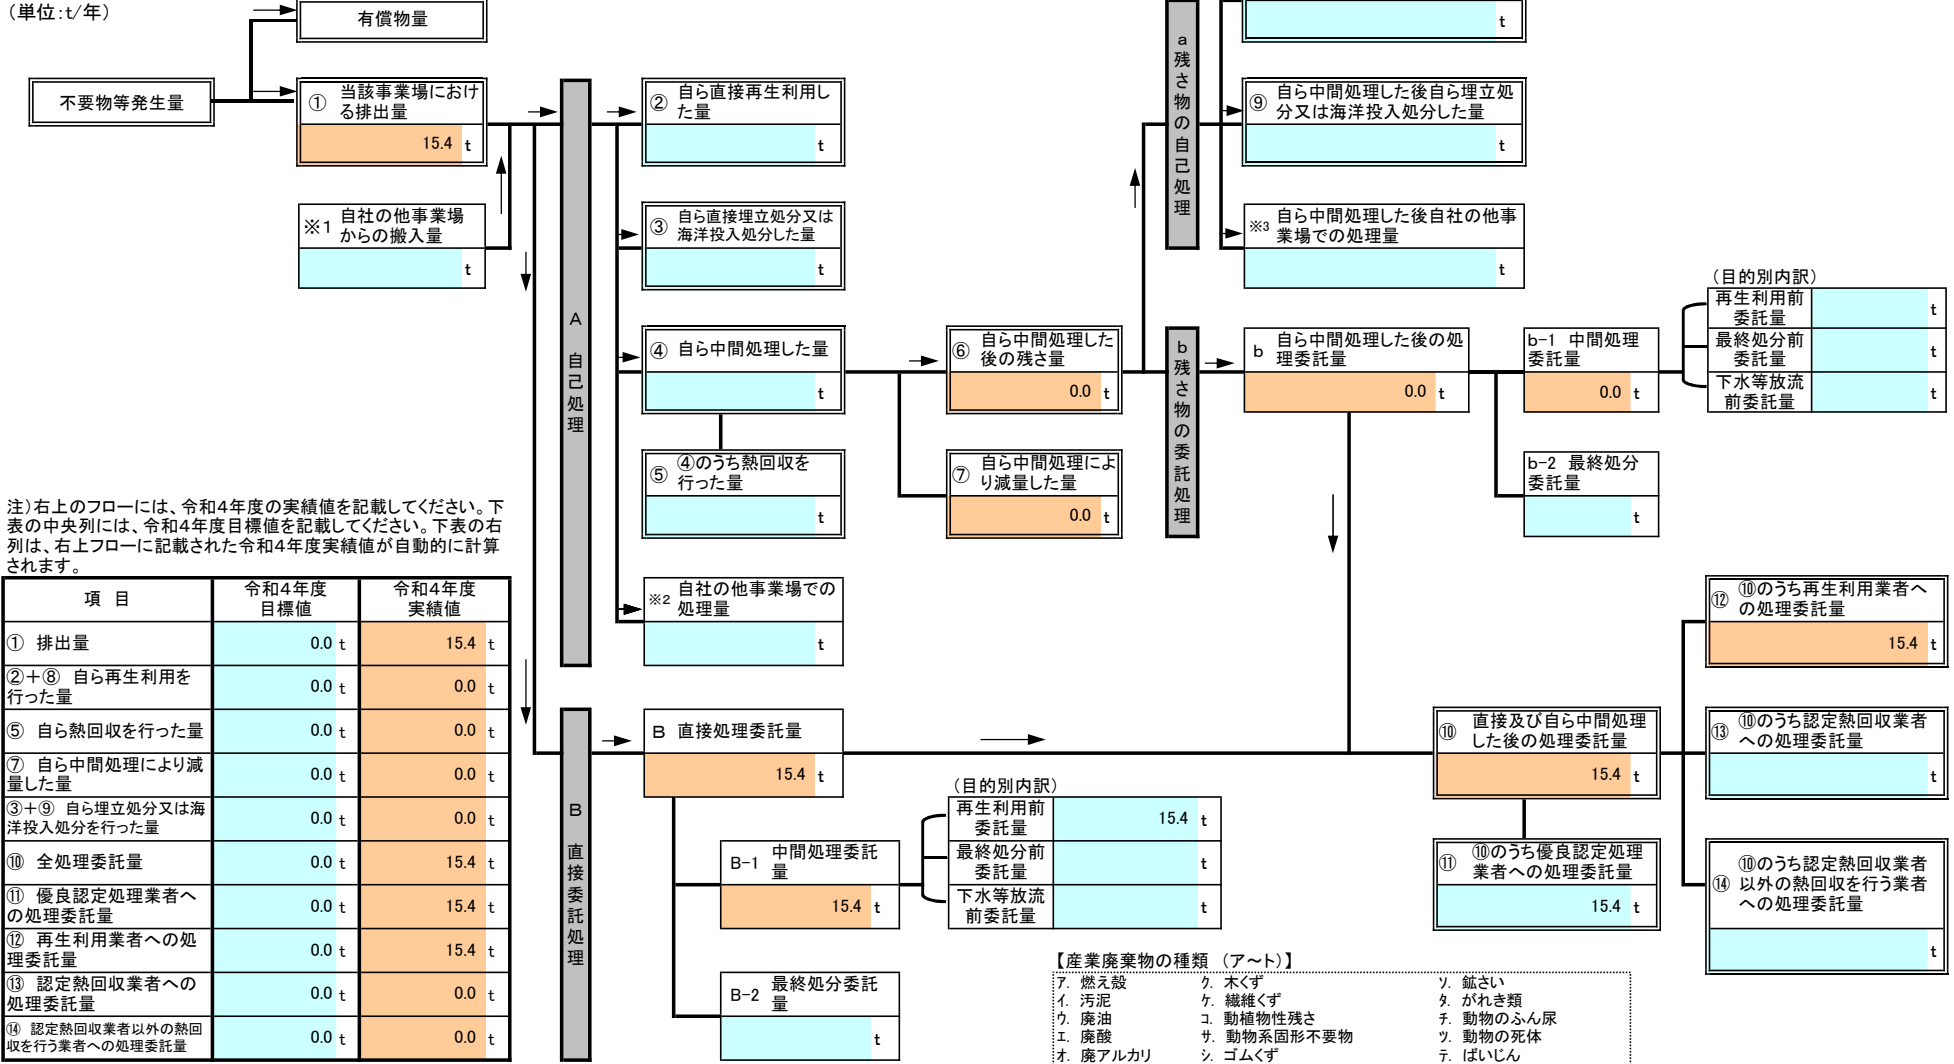 (単位:t/年)
有償物量
不要物等発生量
① 当該事業場におけ
る排出量
15.4 t
※1 自社の他事業場
からの搬入量
t
A 自己処理
② 自ら直接再生利用し
た量
t
③ 自ら直接埋立処分又は
海洋投入処分した量
t
④ 自ら中間処理した量
t
⑤ ④のうち熱回収を
行った量
t
※2 自社の他事業場での
処理量
t
⑥ 自ら中間処理した
後の残さ量
0.0 t
⑦ 自ら中間処理によ
り減量した量
0.0 t
a 残さ物の自己処理
t
⑨ 自ら中間処理した後自ら埋立処
分又は海洋投入処分した量
t
※3 自ら中間処理した後自社の他事
業場での処理量
t
b 残さ物の委託処理
b 自ら中間処理した後の処
理委託量
0.0 t
b-1 中間処理
委託量
0.0 t
b-2 最終処分
委託量
t
(目的別内訳)
再生利用前
委託量
t
最終処分前
委託量
t
下水等放流
前委託量
t
注)右上のフローには、令和4年度の実績値を記載してください。下
表の中央列には、令和4年度目標値を記載してください。下表の右
列は、右上フローに記載された令和4年度実績値が自動的に計算
されます。
項 目 令和4年度 目標値 令和4年度 実績値
① 排出量 0.0 t 15.4 t
②+⑧ 自ら再生利用を
行った量 0.0 t 0.0 t
⑤ 自ら熱回収を行った量 0.0 t 0.0 t
⑦ 自ら中間処理により減
量した量 0.0 t 0.0 t
③+⑨ 自ら埋立処分又は海
洋投入処分を行った量 0.0 t 0.0 t
⑩ 全処理委託量 0.0 t 15.4 t
⑪ 優良認定処理業者へ
の処理委託量 0.0 t 15.4 t
⑫ 再生利用業者への処
理委託量 0.0 t 15.4 t
⑬ 認定熱回収業者への
処理委託量 0.0 t 0.0 t
⑭ 認定熱回収業者以外の熱回
収を行う業者への処理委託量 0.0 t 0.0 t
B 直接委託処理
B 直接処理委託量
15.4 t
B-1 中間処理委託
量
15.4 t
B-2 最終処分委託
量
t
(目的別内訳)
再生利用前
委託量
15.4 t
最終処分前
委託量
t
下水等放流
前委託量
t
⑩ 直接及び自ら中間処理
した後の処理委託量
15.4 t
⑪ ⑩のうち優良認定処理
業者への処理委託量
15.4 t
⑫ ⑩のうち再生利用業者へ
の処理委託量
15.4 t
⑬ ⑩のうち認定熱回収業者
への処理委託量
t
⑭ ⑩のうち認定熱回収業者
以外の熱回収を行う業者
への処理委託量
t
【産業廃棄物の種類 (ア~ト)】
ア. 燃え殻 ク. 木くず ソ. 鉱さい
イ. 汚泥 ケ. 繊維くず タ. がれき類
ウ. 廃油 コ. 動植物性残さ チ. 動物のふん尿
エ. 廃酸 サ. 動物系固形不要物 ツ. 動物の死体
オ. 廃アルカリ シ. ゴムくず テ. ばいじん